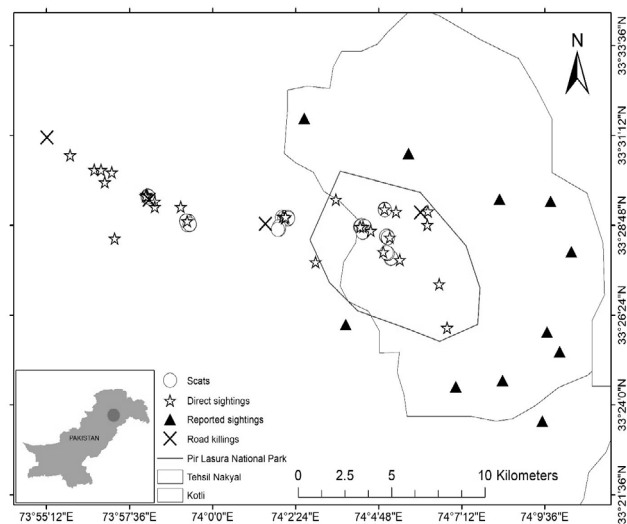 N
33°33'36"N
33°31'12"N
33°28'48"N
33°26'24"N
33°24'0"N
33°21'36"N
PAKISTAN
Scats
Direct sightings
Reported sightings
Road killings
Pir Lasura National Park
Tehsil Nakyal
Kotli
0 2.5 5 10 Kilometers
73°55'12"E 73°57'36"E 74°0'0"E 74°2'24"E 74°4'48"E 74°7'12"E 74°9'36"E